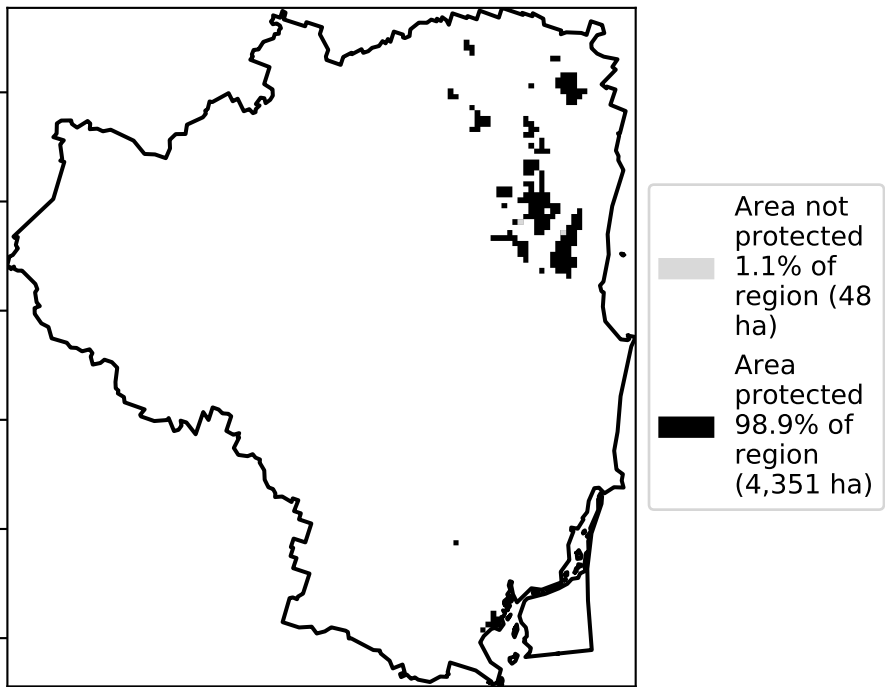 Area not
protected
1.1% of
region (48
ha)
Area
protected
98.9% of
region
(4,351 ha)